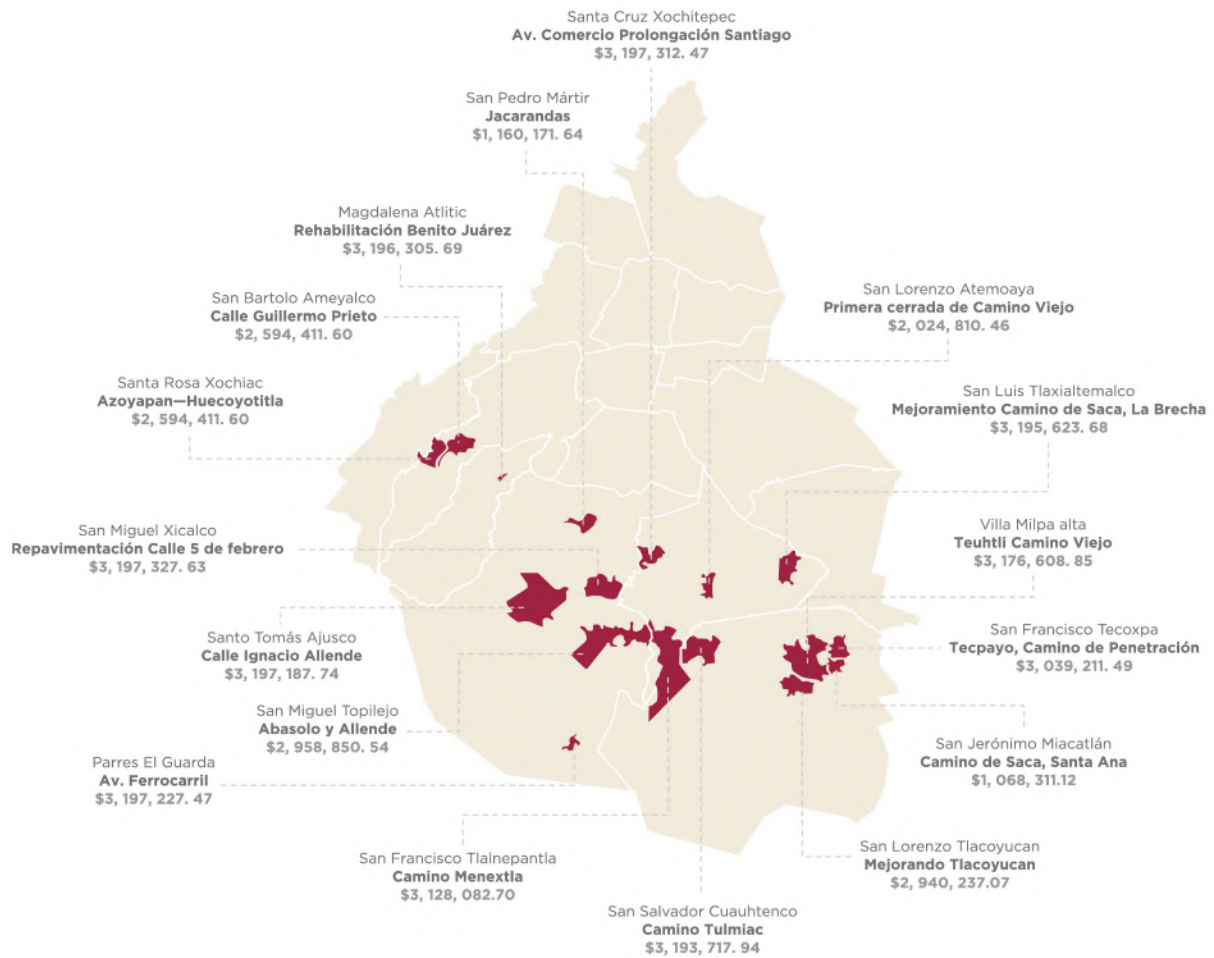 Santa Cruz Xochitepec
Av. Comercio Prolongación Santiago
$3, 197, 312. 47
San Pedro Mártir
Jacarandas
$1, 160, 171. 64
Magdalena Atlitic
Rehabilitación Benito Juárez
$3, 196, 305. 69
San Bartolo Ameyalco
Calle Guillermo Prieto
$2, 594, 411. 60
Santa Rosa Xochiac
Azoyapan—Huecoyotitla
$2, 594, 411. 60
San Miguel Xicalco
Repavimentación Calle 5 de febrero
$3, 197, 327. 63
Santo Tomás Ajusco
Calle Ignacio Allende
$3, 197, 187. 74
San Miguel Topilejo
Abasolo y Allende
$2, 958, 850. 54
Parres El Guarda
Av. Ferrocarril
$3, 197, 227. 47
San Francisco Tlalnepantla
Camino Menextla
$3, 128, 082.70
San Salvador Cuauhtenco
Camino Tulmiac
$3, 193, 717. 94
San Lorenzo Atemoaya
Primera cerrada de Camino Viejo
$2, 024, 810. 46
San Luis Tlaxialtemalco
Mejoramiento Camino de Saca, La Brecha
$3, 195, 623. 68
Villa Milpa alta
Teuhtli Camino Viejo
$3, 176, 608. 85
San Francisco Tecoxpa
Tecpayo, Camino de Penetración
$3, 039, 211. 49
San Jerónimo Miacatlán
Camino de Saca, Santa Ana
$1, 068, 311.12
San Lorenzo Tlacoyucan
Mejorando Tlacoyucan
$2, 940, 237.07